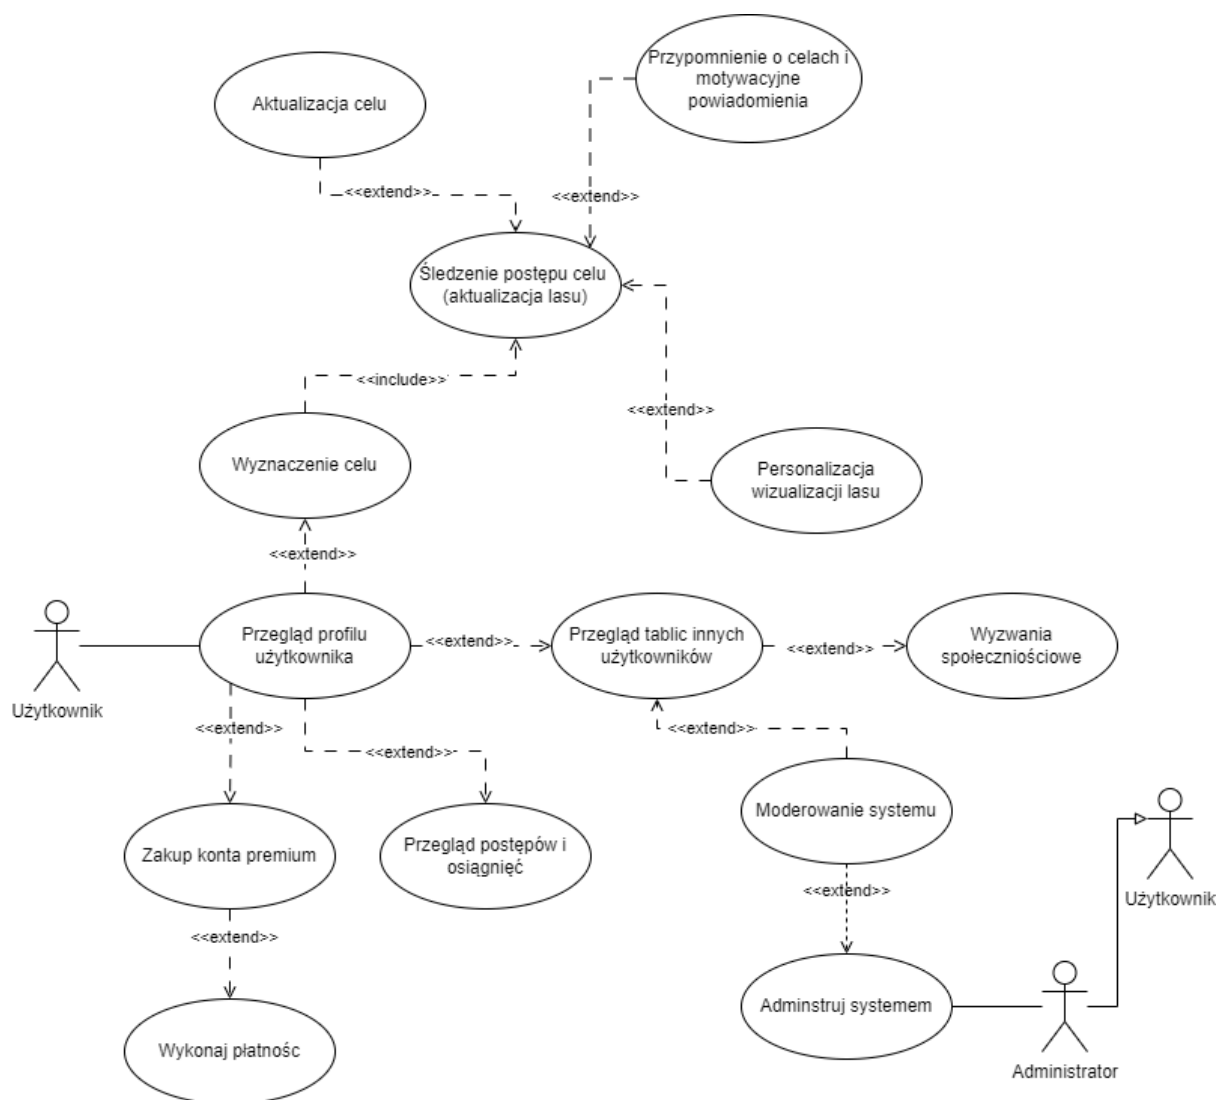 Przypomnienie o celach i
motywacyjne
powiadomienia
Aktualizacja celu
<<extend>>
<<extend>>
Śledzenie postępu celu
(aktualizacja lasu)
<<include>>
<<extend>>
Wyznaczenie celu
Personalizacja
wizualizacji lasu
<<extend>>
Użytkownik
Przegląd profilu
użytkownika
<<extend>>
Przegląd tablic innych
użytkowników
<<extend>>
Wyzwania
społecznościowe
<<extend>>
<<extend>>
<<extend>>
Zakup konta premium
Przegląd postępów i
osiągnięć
Moderowanie systemu
<<extend>>
Użytkownik
<<extend>>
Adminstruj systemem
Administrator
Wykonaj płatnośc